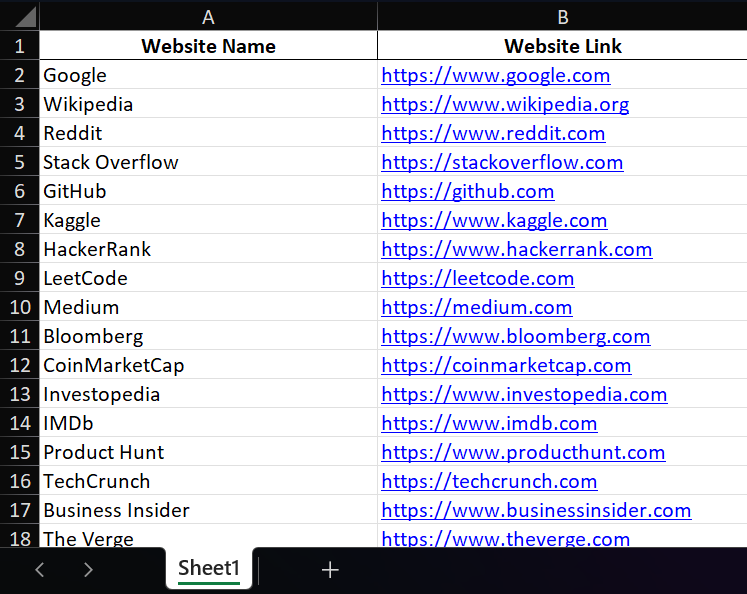 A B
1 Website Name Website Link
2 Google https://www.google.com
3 Wikipedia https://www.wikipedia.org
4 Reddit https://www.reddit.com
5 Stack Overflow https://stackoverflow.com
6 GitHub https://github.com
7 Kaggle https://www.kaggle.com
8 HackerRank https://www.hackerrank.com
9 LeetCode https://leetcode.com
10 Medium https://medium.com
11 Bloomberg https://www.bloomberg.com
12 CoinMarketCap https://coinmarketcap.com
13 Investopedia https://www.investopedia.com
14 IMDb https://www.imdb.com
15 Product Hunt https://www.producthunt.com
16 TechCrunch https://techcrunch.com
17 Business Insider https://www.businessinsider.com
18 The Verge https://www.theverge.com
Sheet1